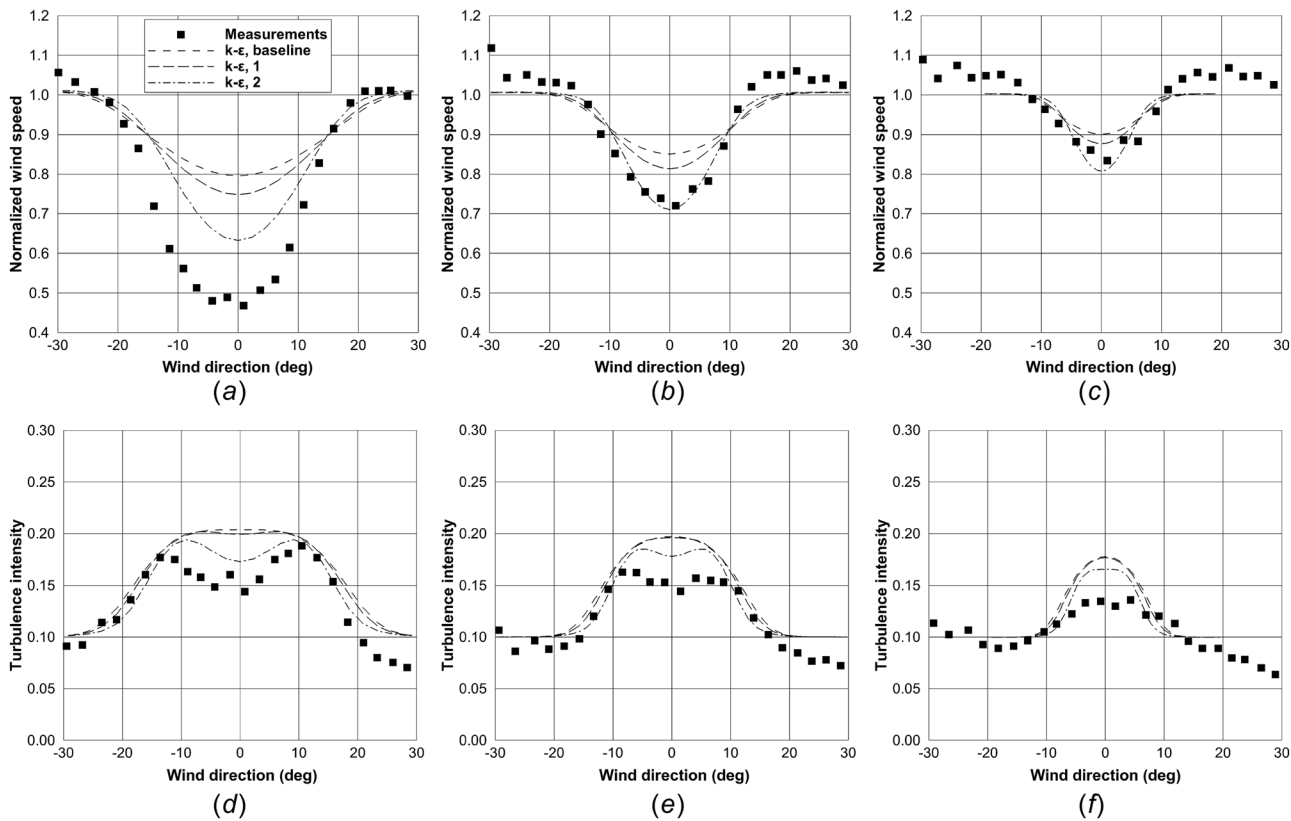 1.2
1.1
1.0
0.9
0.8
0.7
0.6
0.5
0.4
Normalized wind speed
Measurements
k-ε, baseline
k-ε, 1
k-ε, 2
-30 -20 -10 0 10 20 30
Wind direction (deg)
(a)
1.2
1.1
1.0
0.9
0.8
0.7
0.6
0.5
0.4
Normalized wind speed
-30 -20 -10 0 10 20 30
Wind direction (deg)
(b)
1.2
1.1
1.0
0.9
0.8
0.7
0.6
0.5
0.4
Normalized wind speed
-30 -20 -10 0 10 20 30
Wind direction (deg)
(c)
0.30
0.25
0.20
0.15
0.10
0.05
0.00
Turbulence intensity
-30 -20 -10 0 10 20 30
Wind direction (deg)
(d)
0.30
0.25
0.20
0.15
0.10
0.05
0.00
Turbulence intensity
-30 -20 -10 0 10 20 30
Wind direction (deg)
(e)
0.30
0.25
0.20
0.15
0.10
0.05
0.00
Turbulence intensity
-30 -20 -10 0 10 20 30
Wind direction (deg)
(f)